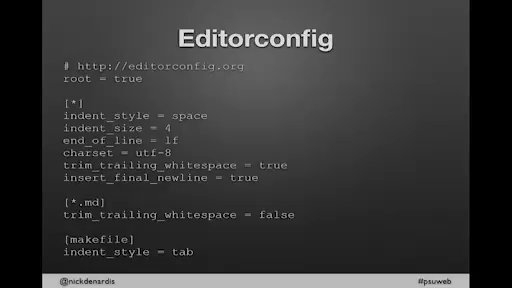 Editorconfig
# http://editorconfig.org
root = true
[*]
indent_style = space
indent_size = 4
end_of_line = lf
charset = utf-8
trim_trailing_whitespace = true
insert_final_newline = true
[*.md]
trim_trailing_whitespace = false
[makefile]
indent_style = tab
@nickdenardis
#psuweb